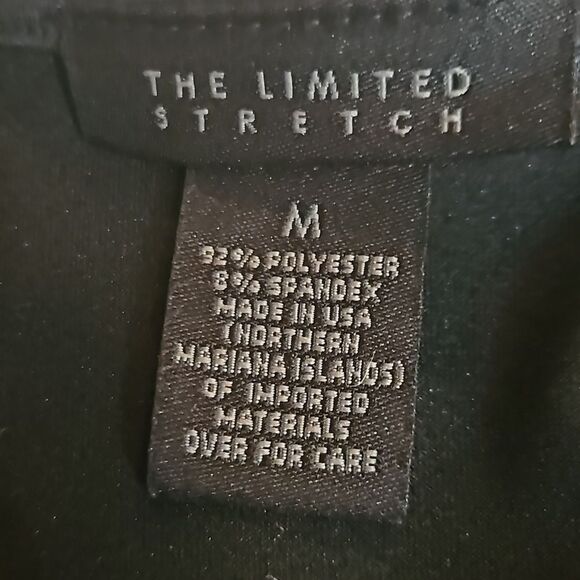 THE LIMITED
STRETCH
M
92% POLYESTER
8% SPANDEX
MADE IN USA
(NORTHERN
MARIANA ISLANDS)
OF IMPORTED
MATERIALS
OVER FOR CARE